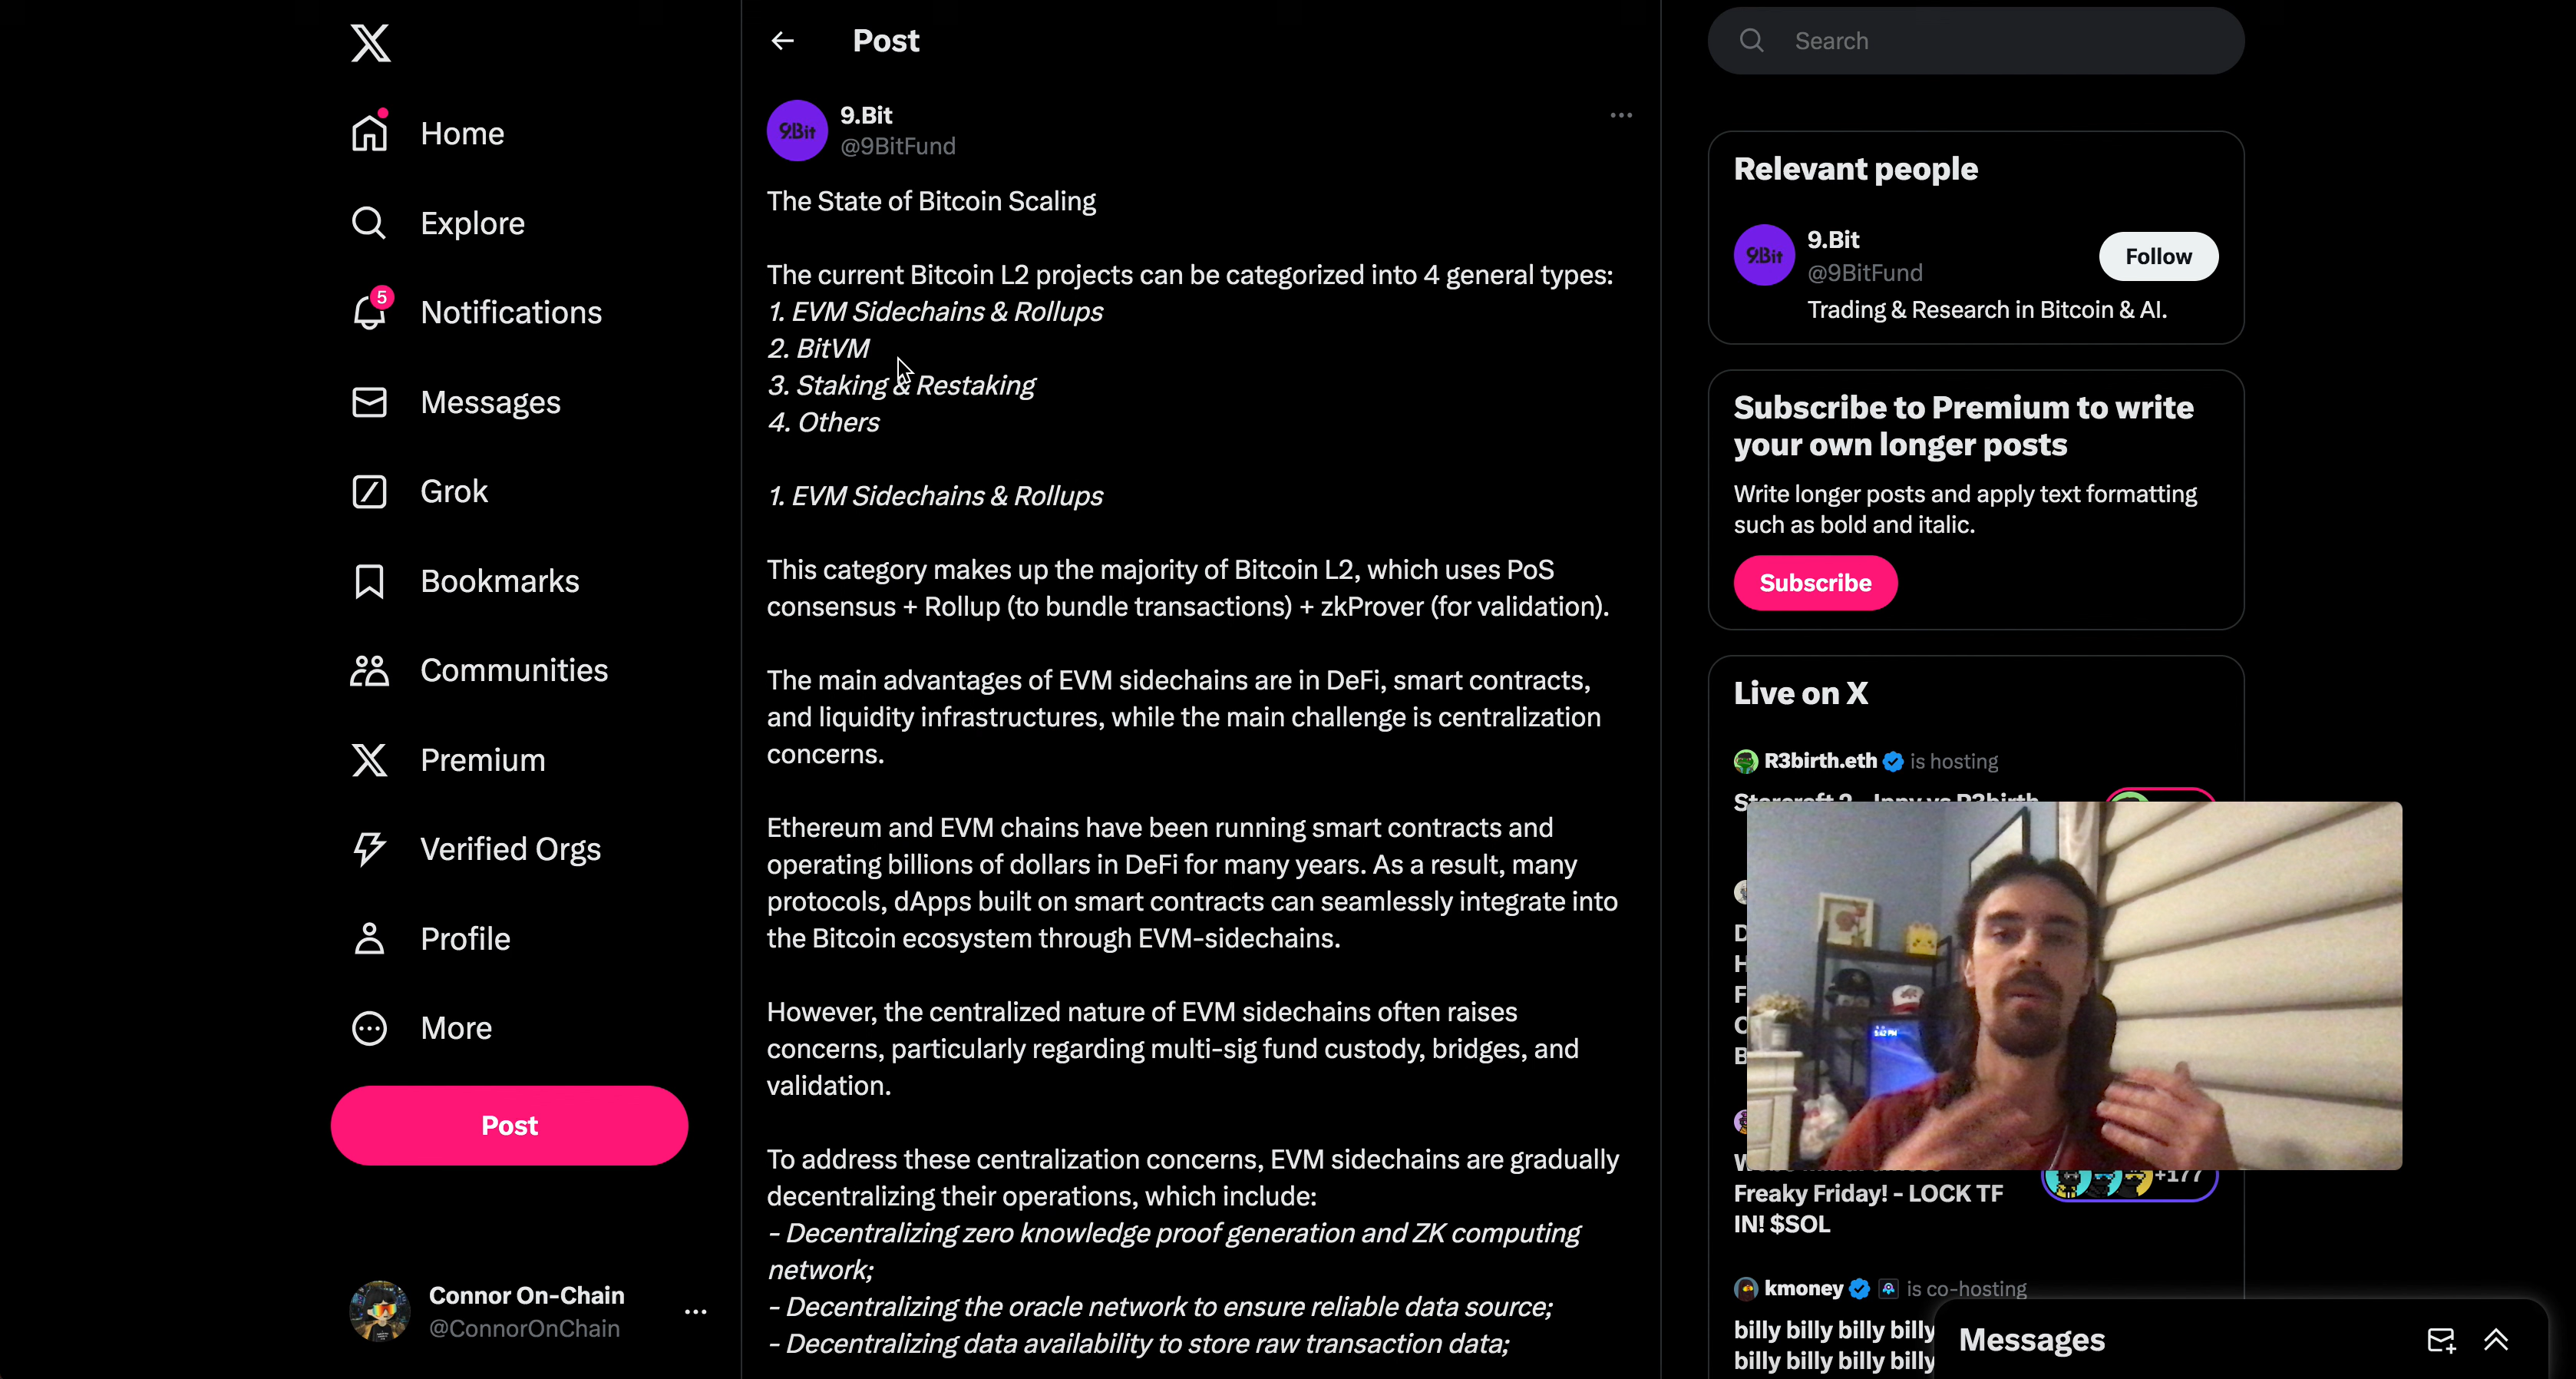 Home
Explore
5
Notifications
Messages
Grok
Bookmarks
Communities
Premium
Verified Orgs
Profile
More
Post
Connor On-Chain
@ConnorOnChain
Post
9.Bit
9.Bit
@9BitFund
The State of Bitcoin Scaling
The current Bitcoin L2 projects can be categorized into 4 general types:
1. EVM Sidechains & Rollups
2. BitVM
3. Staking & Restaking
4. Others
1. EVM Sidechains & Rollups
This category makes up the majority of Bitcoin L2, which uses PoS
consensus + Rollup (to bundle transactions) + zkProver (for validation).
The main advantages of EVM sidechains are in DeFi, smart contracts,
and liquidity infrastructures, while the main challenge is centralization
concerns.
Ethereum and EVM chains have been running smart contracts and
operating billions of dollars in DeFi for many years. As a result, many
protocols, dApps built on smart contracts can seamlessly integrate into
the Bitcoin ecosystem through EVM-sidechains.
However, the centralized nature of EVM sidechains often raises
concerns, particularly regarding multi-sig fund custody, bridges, and
validation.
To address these centralization concerns, EVM sidechains are gradually
decentralizing their operations, which include:
- Decentralizing zero knowledge proof generation and ZK computing
network;
- Decentralizing the oracle network to ensure reliable data source;
- Decentralizing data availability to store raw transaction data;
Search
Relevant people
9.Bit
9.Bit
@9BitFund
Follow
Trading & Research in Bitcoin & AI.
Subscribe to Premium to write
your own longer posts
Write longer posts and apply text formatting
such as bold and italic.
Subscribe
Live on X
R3birth.eth is hosting
+177
Freaky Friday! - LOCK TF
IN! $SOL
kmoney is co-hosting
billy billy billy billy
billy billy billy billy
Messages